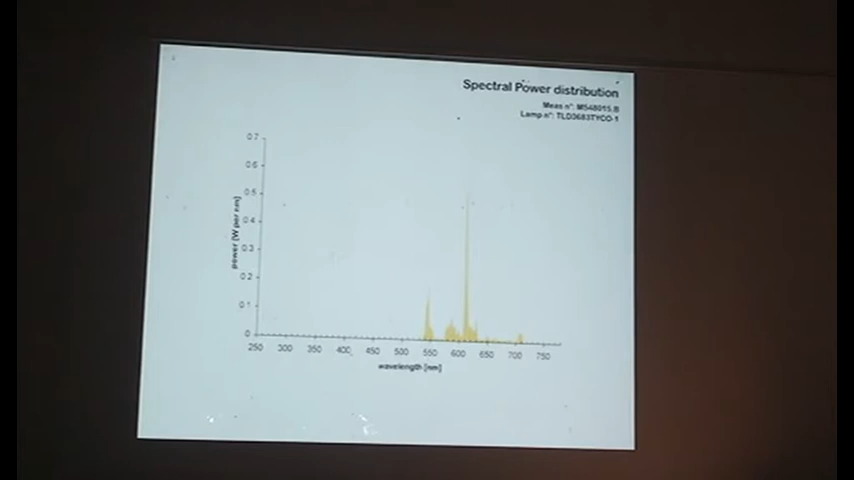 Spectral Power distribution
Meas n°: M548015.B
Lamp n°: TLD3683TYCO-1
0.7
0.6
0.5
0.4
0.3
0.2
0.1
0
power [W per nm]
250 300 350 400 450 500 550 600 650 700 750
wavelength [nm]